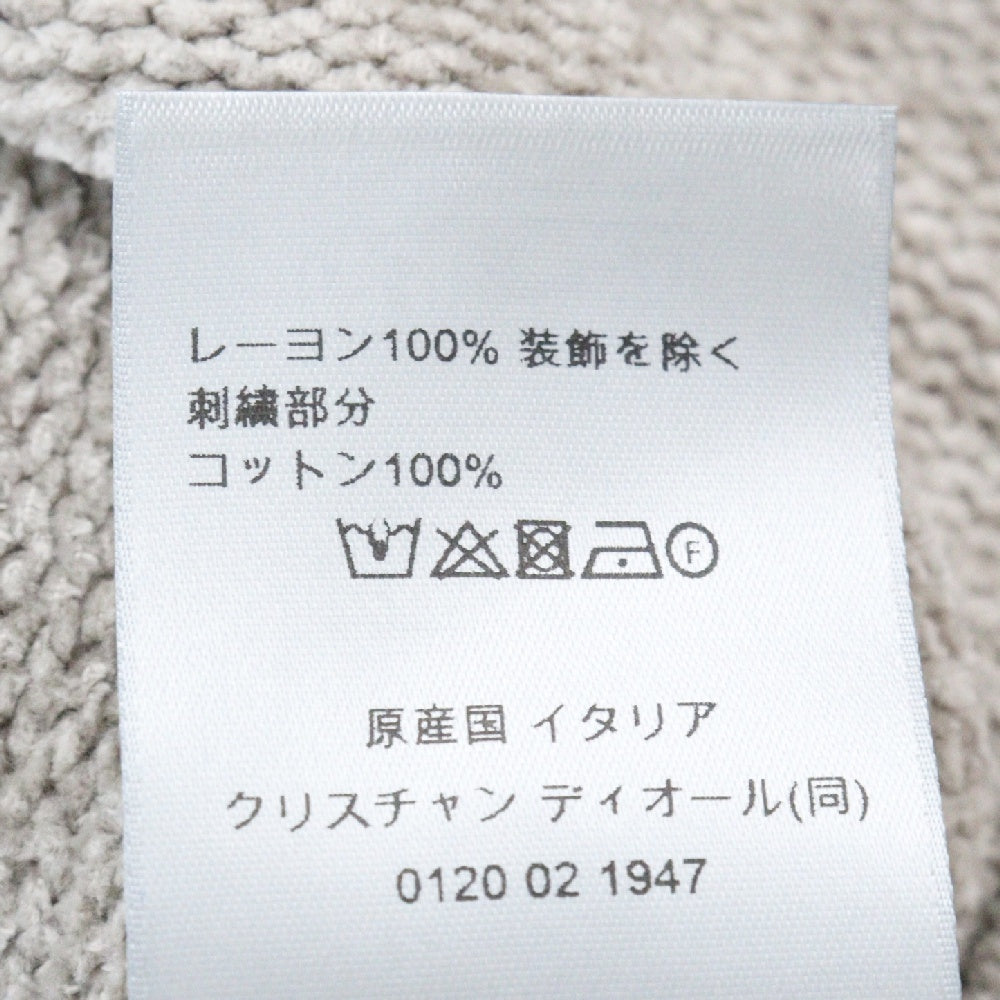 レーヨン100% 装飾を除く
刺繍部分
コットン100%
F
原産国 イタリア
クリスチャン ディオール(同)
0120 02 1947